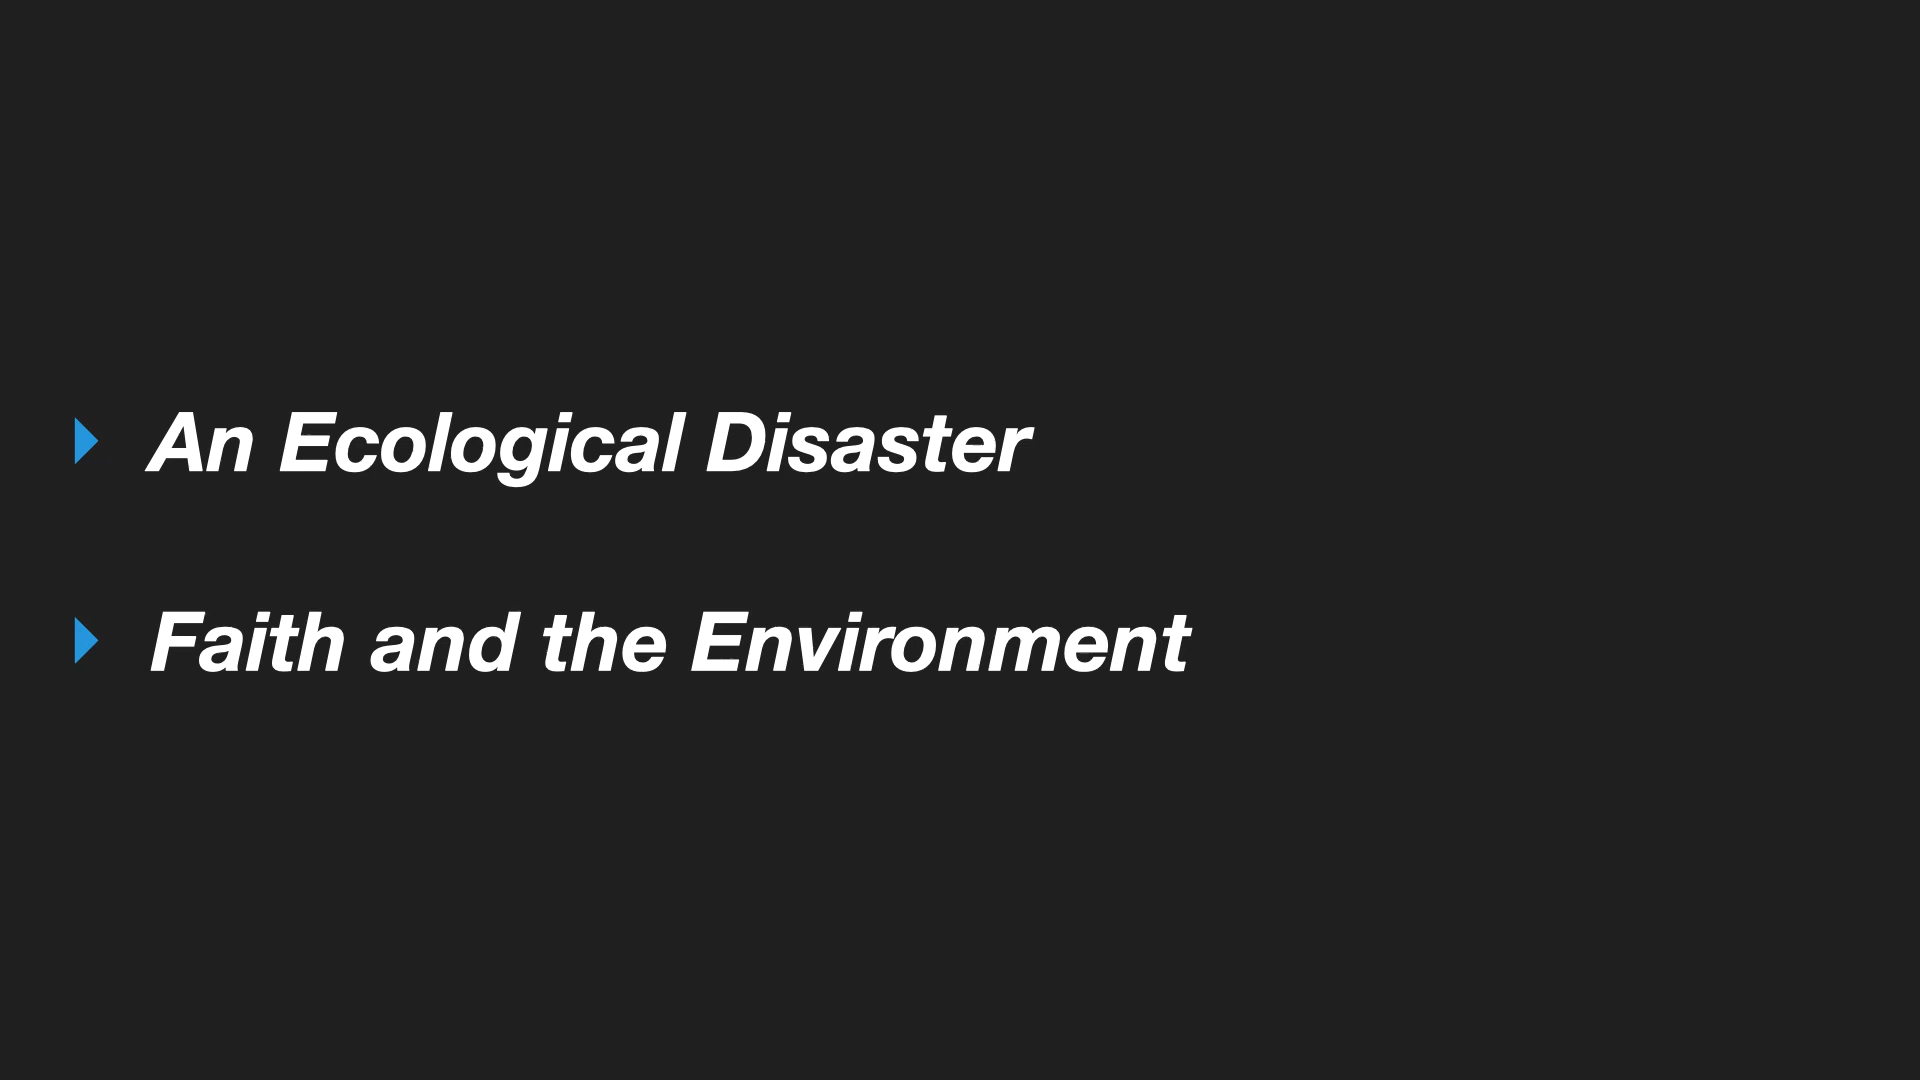 An Ecological Disaster
Faith and the Environment